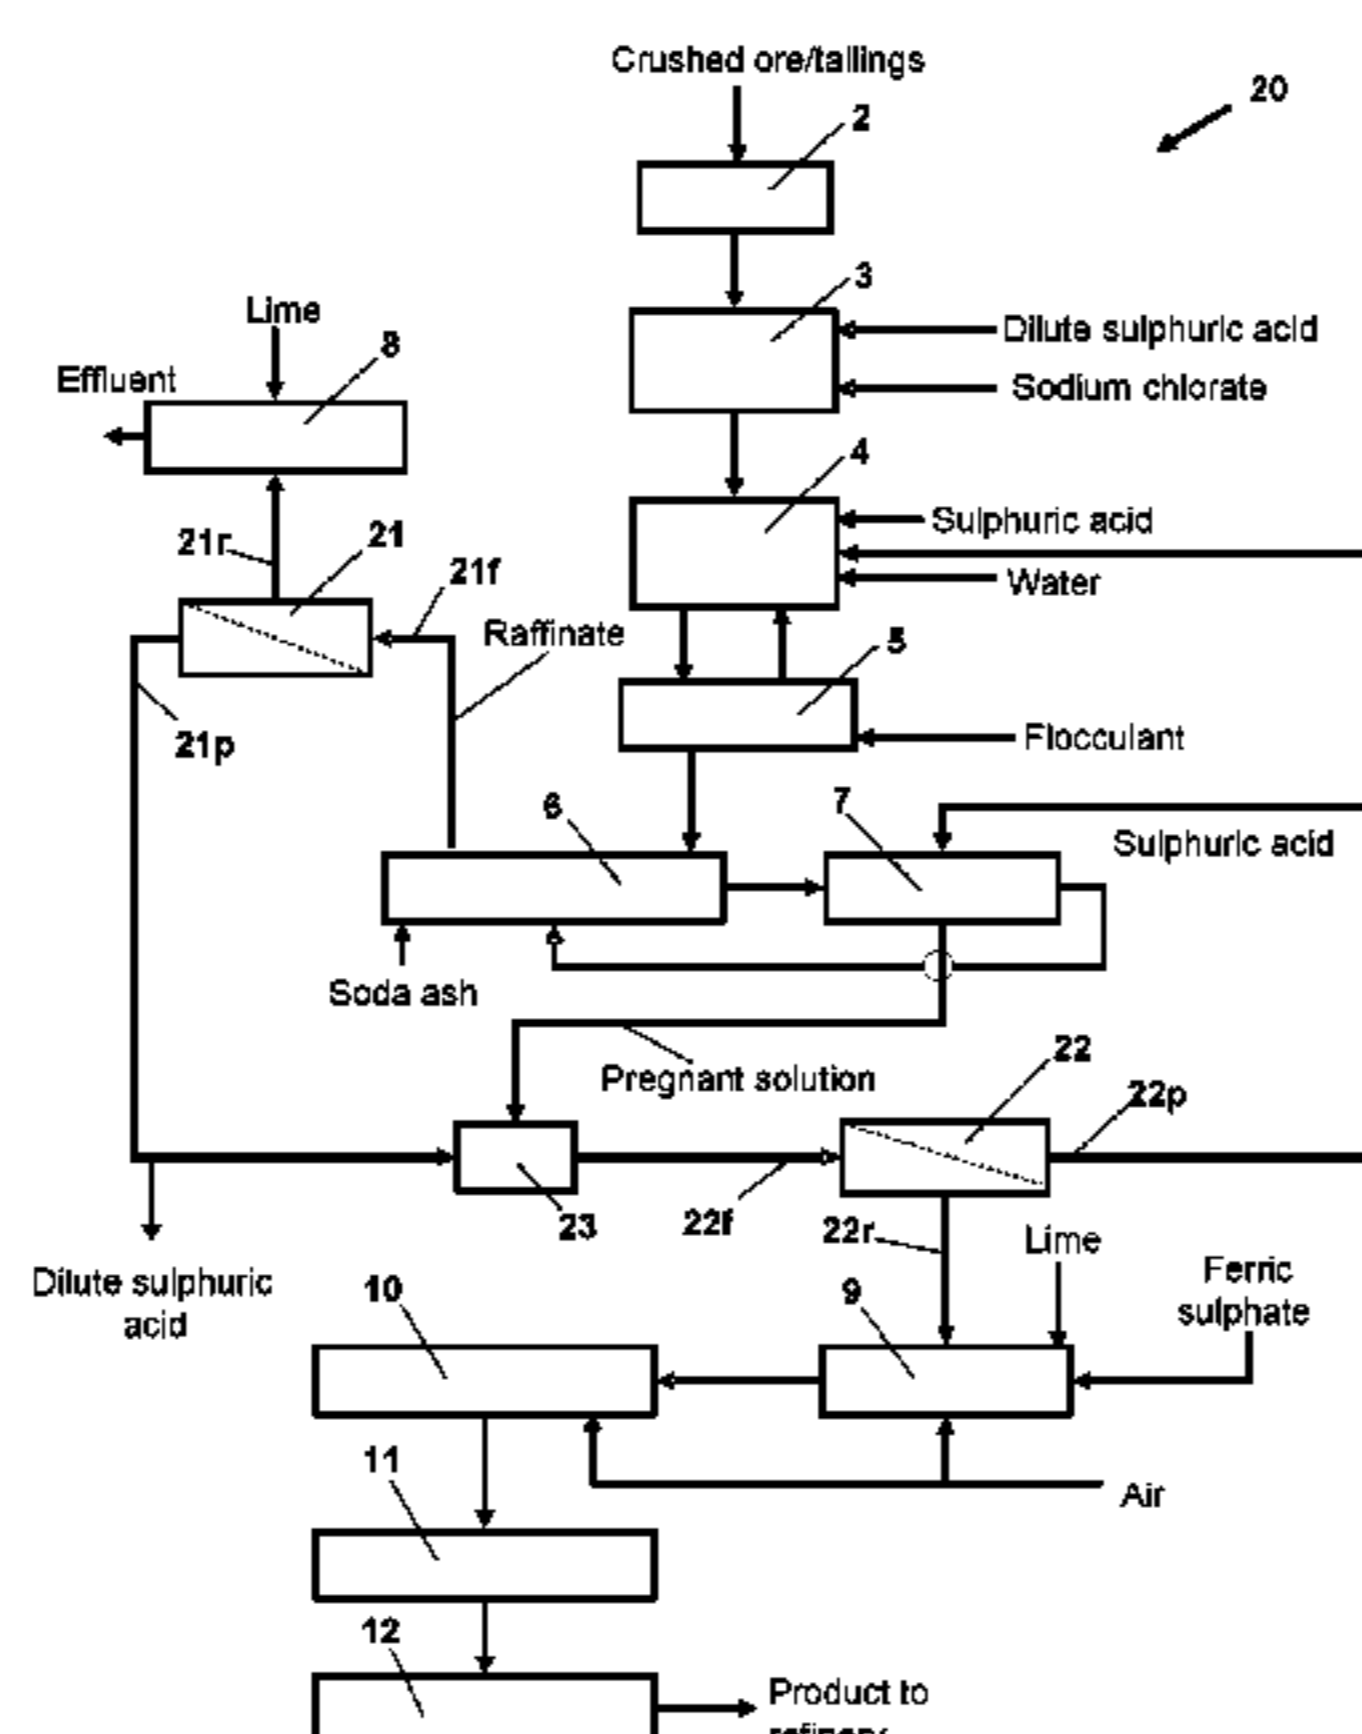 Crushed ore/tailings
20
2
3
Lime
Dilute sulphuric acid
8
Effluent
Sodium chlorate
4
Sulphuric acid
21r
21
21f
Water
Raffinate
5
21p
Flocculant
6
7
Sulphuric acid
Soda ash
22
Pregnant solution
22p
23
22f
22r
Lime
Dilute sulphuric
acid
10
9
Ferric
sulphate
11
Air
12
Product to
refinery